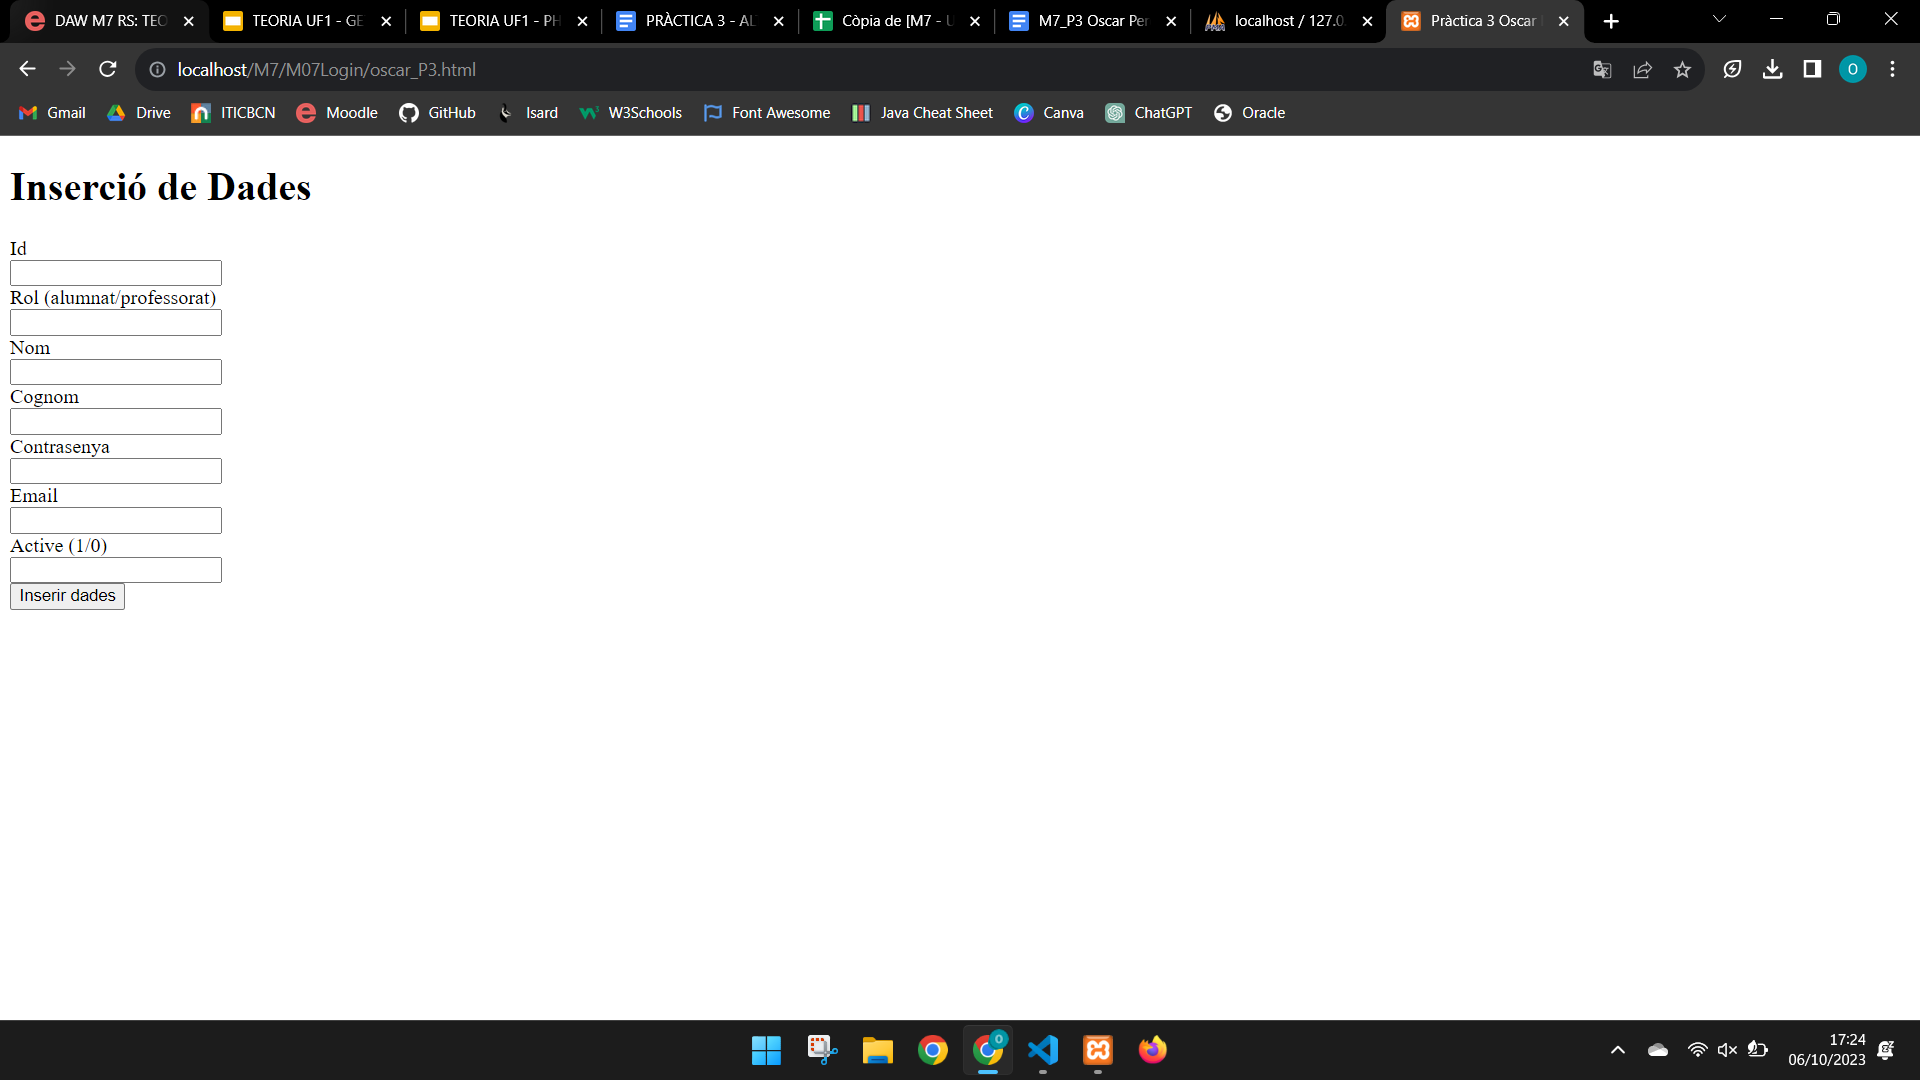 DAW M7 RS: TEO
TEORIA UF1 - GE
TEORIA UF1 - PH
PRÀCTICA 3 - AL
Còpia de [M7 - U
M7_P3 Oscar Per
localhost / 127.0.
Pràctica 3 Oscar
localhost/M7/M07Login/oscar_P3.html
O
Gmail
Drive
ITICBCN
Moodle
GitHub
Isard
W3Schools
Font Awesome
Java Cheat Sheet
Canva
ChatGPT
Oracle
Inserció de Dades
Id
Rol (alumnat/professorat)
Nom
Cognom
Contrasenya
Email
Active (1/0)
Inserir dades
O
17:24
06/10/2023